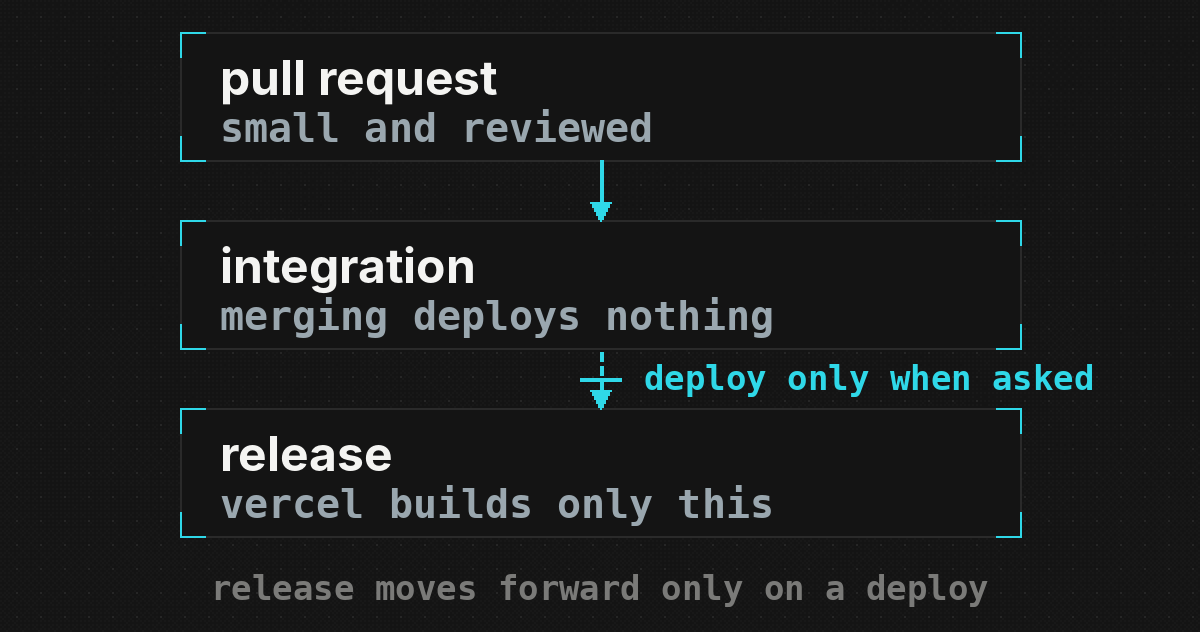 pull request
small and reviewed
integration
merging deploys nothing
deploy only when asked
release
vercel builds only this
release moves forward only on a deploy